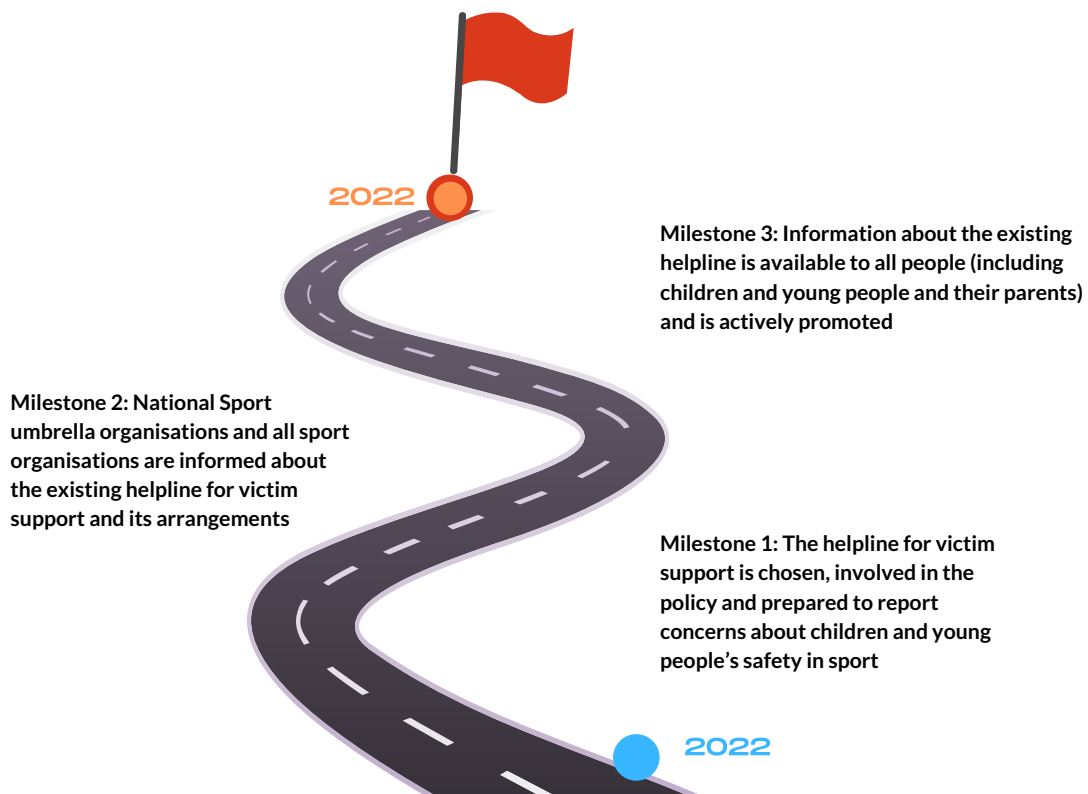 2022
Milestone 3: Information about the existing
helpline is available to all people (including
children and young people and their parents)
and is actively promoted
Milestone 2: National Sport
umbrella organisations and all sport
organisations are informed about
the existing helpline for victim
support and its arrangements
Milestone 1: The helpline for victim
support is chosen, involved in the
policy and prepared to report
concerns about children and young
people’s safety in sport
2022